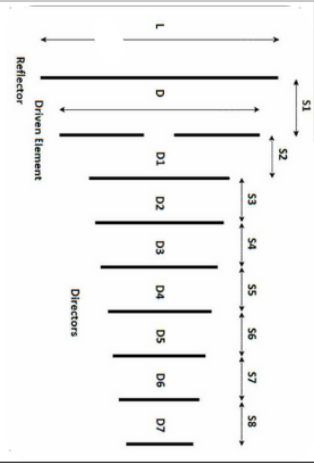 L
Reflector
S1
D
Driven Element
S2
D1
S3
D2
S4
D3
S5
D4
Directors
S6
D5
S7
D6
S8
D7